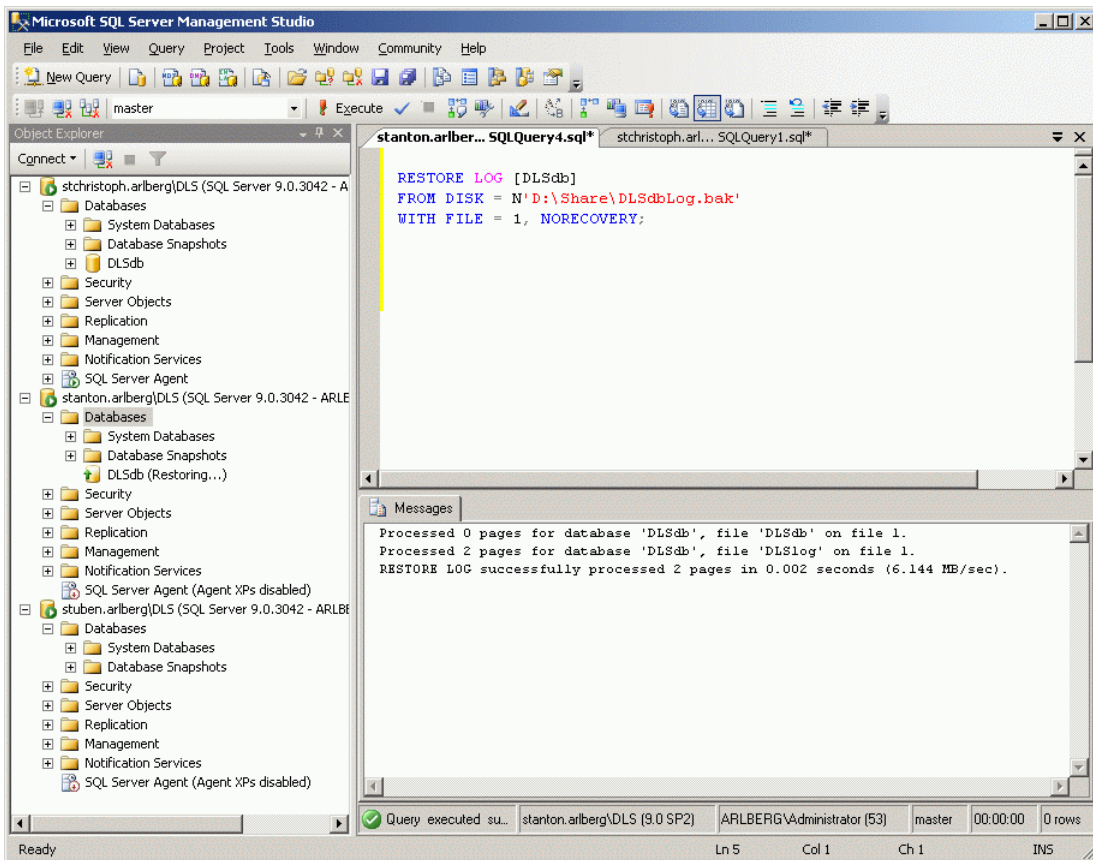 Microsoft SQL Server Management Studio
File Edit View Query Project Tools Window Community Help
New Query
master Execute
Object Explorer
Connect
stchristoph.arlberg\DLS (SQL Server 9.0.3042 - A
Databases
System Databases
Database Snapshots
DLSdb
Security
Server Objects
Replication
Management
Notification Services
SQL Server Agent
stanton.arlberg\DLS (SQL Server 9.0.3042 - ARLE
Databases
System Databases
Database Snapshots
DLSdb (Restoring...)
Security
Server Objects
Replication
Management
Notification Services
SQL Server Agent (Agent XPs disabled)
stuben.arlberg\DLS (SQL Server 9.0.3042 - ARLBE
Databases
System Databases
Database Snapshots
Security
Server Objects
Replication
Management
Notification Services
SQL Server Agent (Agent XPs disabled)
stanton.arlber... SQLQuery4.sql* stchristoph.arl... SQLQuery1.sql*
RESTORE LOG [DLSdb]
FROM DISK = N'D:\Share\DLSdbLog.bak'
WITH FILE = 1, NORECOVERY;
Messages
Processed 0 pages for database 'DLSdb', file 'DLSdb' on file 1.
Processed 2 pages for database 'DLSdb', file 'DLSlog' on file 1.
RESTORE LOG successfully processed 2 pages in 0.002 seconds (6.144 MB/sec).
Query executed su... stanton.arlberg\DLS (9.0 SP2) ARLBERG\Administrator (53) master 00:00:00 0 rows
Ready Ln 5 Col 1 Ch 1 INS